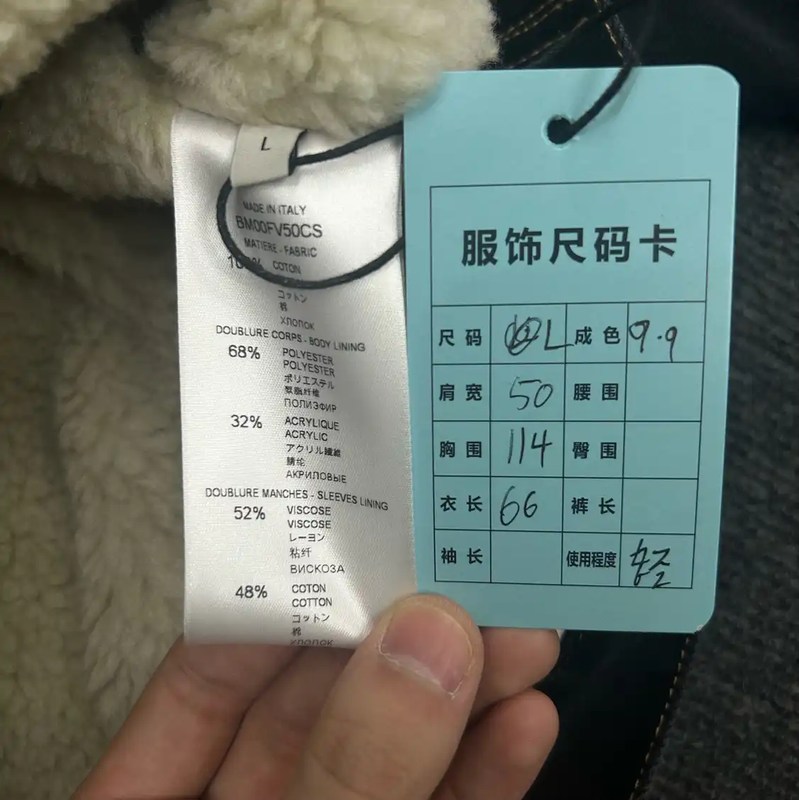 L
MADE IN ITALY
BM00FV50CS
MATIERE - FABRIC
100% COTON
コットン
棉
ХЛОПОК
DOUBLURE CORPS - BODY LINING
68% POLYESTER
POLYESTER
ポリエステル
聚脂纤维
ПОЛИЭФИР
32% ACRYLIQUE
ACRYLIC
アクリル繊維
腈纶
АКРИЛОВЫЕ
DOUBLURE MANCHES - SLEEVES LINING
52% VISCOSE
VISCOSE
レーヨン
粘纤
ВИСКОЗА
48% COTON
COTTON
コットン
棉
ХЛОПОК
服饰尺码卡
尺码 L 成色 9.9
肩宽 50 腰围
胸围 114 臀围
衣长 66 裤长
袖长 使用程度 轻